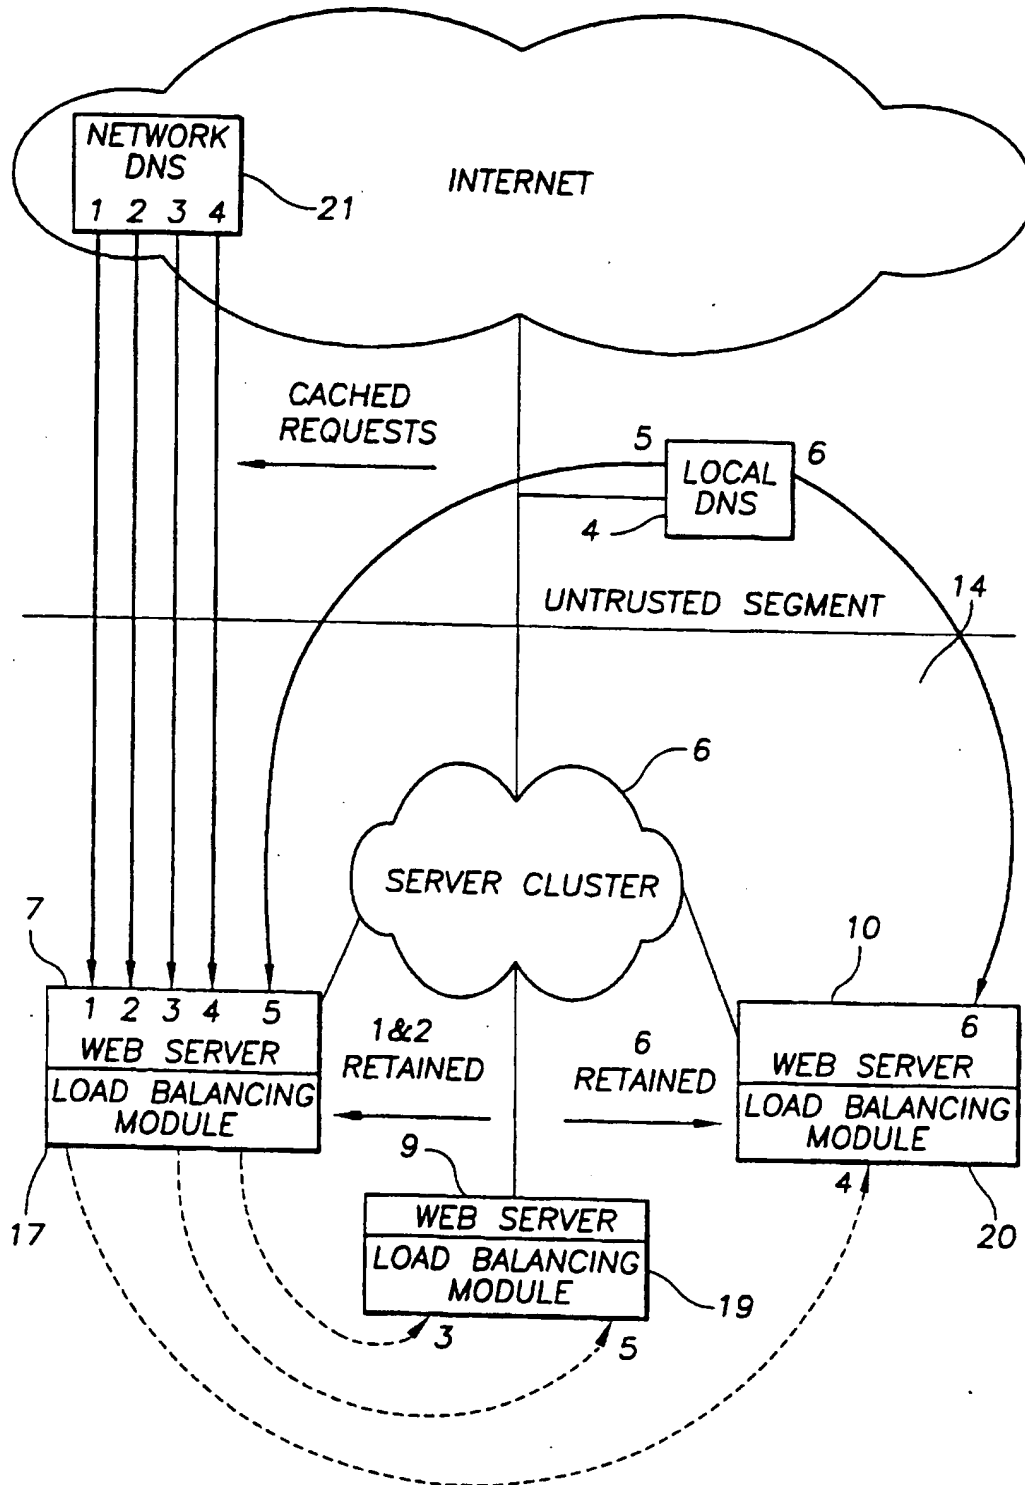 NETWORK
DNS
1 2 3 4
21
INTERNET
CACHED
REQUESTS
5
LOCAL
DNS
6
4
UNTRUSTED SEGMENT
14
6
SERVER CLUSTER
7
1 2 3 4 5
WEB SERVER
LOAD BALANCING
MODULE
17
1&2
RETAINED
6
RETAINED
10
6
WEB SERVER
LOAD BALANCING
MODULE
4
20
9
WEB SERVER
LOAD BALANCING
MODULE
19
3
5